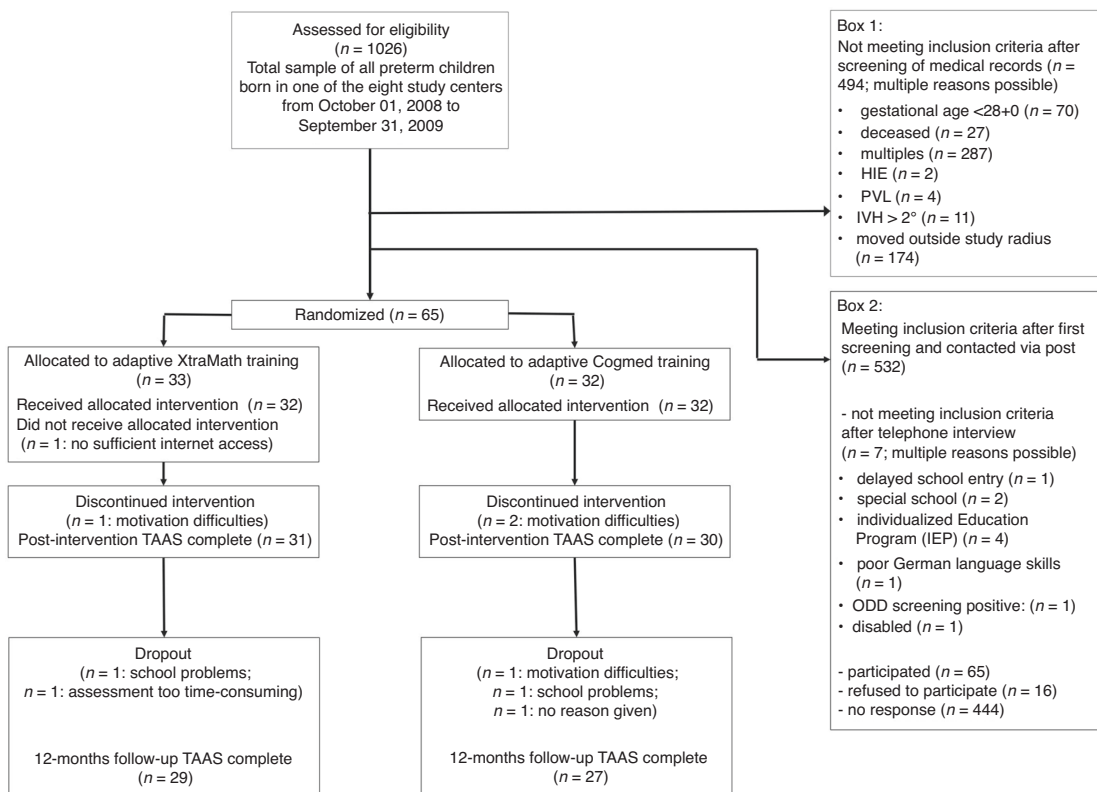 Assessed for eligibility
(n = 1026)
Total sample of all preterm children
born in one of the eight study centers
from October 01, 2008 to
September 31, 2009
Box 1:
Not meeting inclusion criteria after
screening of medical records (n =
494; multiple reasons possible)
• gestational age <28+0 (n = 70)
• deceased (n = 27)
• multiples (n = 287)
• HIE (n = 2)
• PVL (n = 4)
• IVH > 2° (n = 11)
• moved outside study radius
(n = 174)
Box 2:
Meeting inclusion criteria after first
screening and contacted via post
(n = 532)
- not meeting inclusion criteria
after telephone interview
(n = 7; multiple reasons possible)
• delayed school entry (n = 1)
• special school (n = 2)
• individualized Education
Program (IEP) (n = 4)
• poor German language skills
(n = 1)
• ODD screening positive: (n = 1)
• disabled (n = 1)
- participated (n = 65)
- refused to participate (n = 16)
- no response (n = 444)
Randomized (n = 65)
Allocated to adaptive XtraMath training
(n = 33)
Received allocated intervention (n = 32)
Did not receive allocated intervention
(n = 1: no sufficient internet access)
Allocated to adaptive Cogmed training
(n = 32)
Received allocated intervention (n = 32)
Discontinued intervention
(n = 1: motivation difficulties)
Post-intervention TAAS complete (n = 31)
Discontinued intervention
(n = 2: motivation difficulties)
Post-intervention TAAS complete (n = 30)
Dropout
(n = 1: school problems;
n = 1: assessment too time-consuming)
12-months follow-up TAAS complete
(n = 29)
Dropout
(n = 1: motivation difficulties;
n = 1: school problems;
n = 1: no reason given)
12-months follow-up TAAS complete
(n = 27)